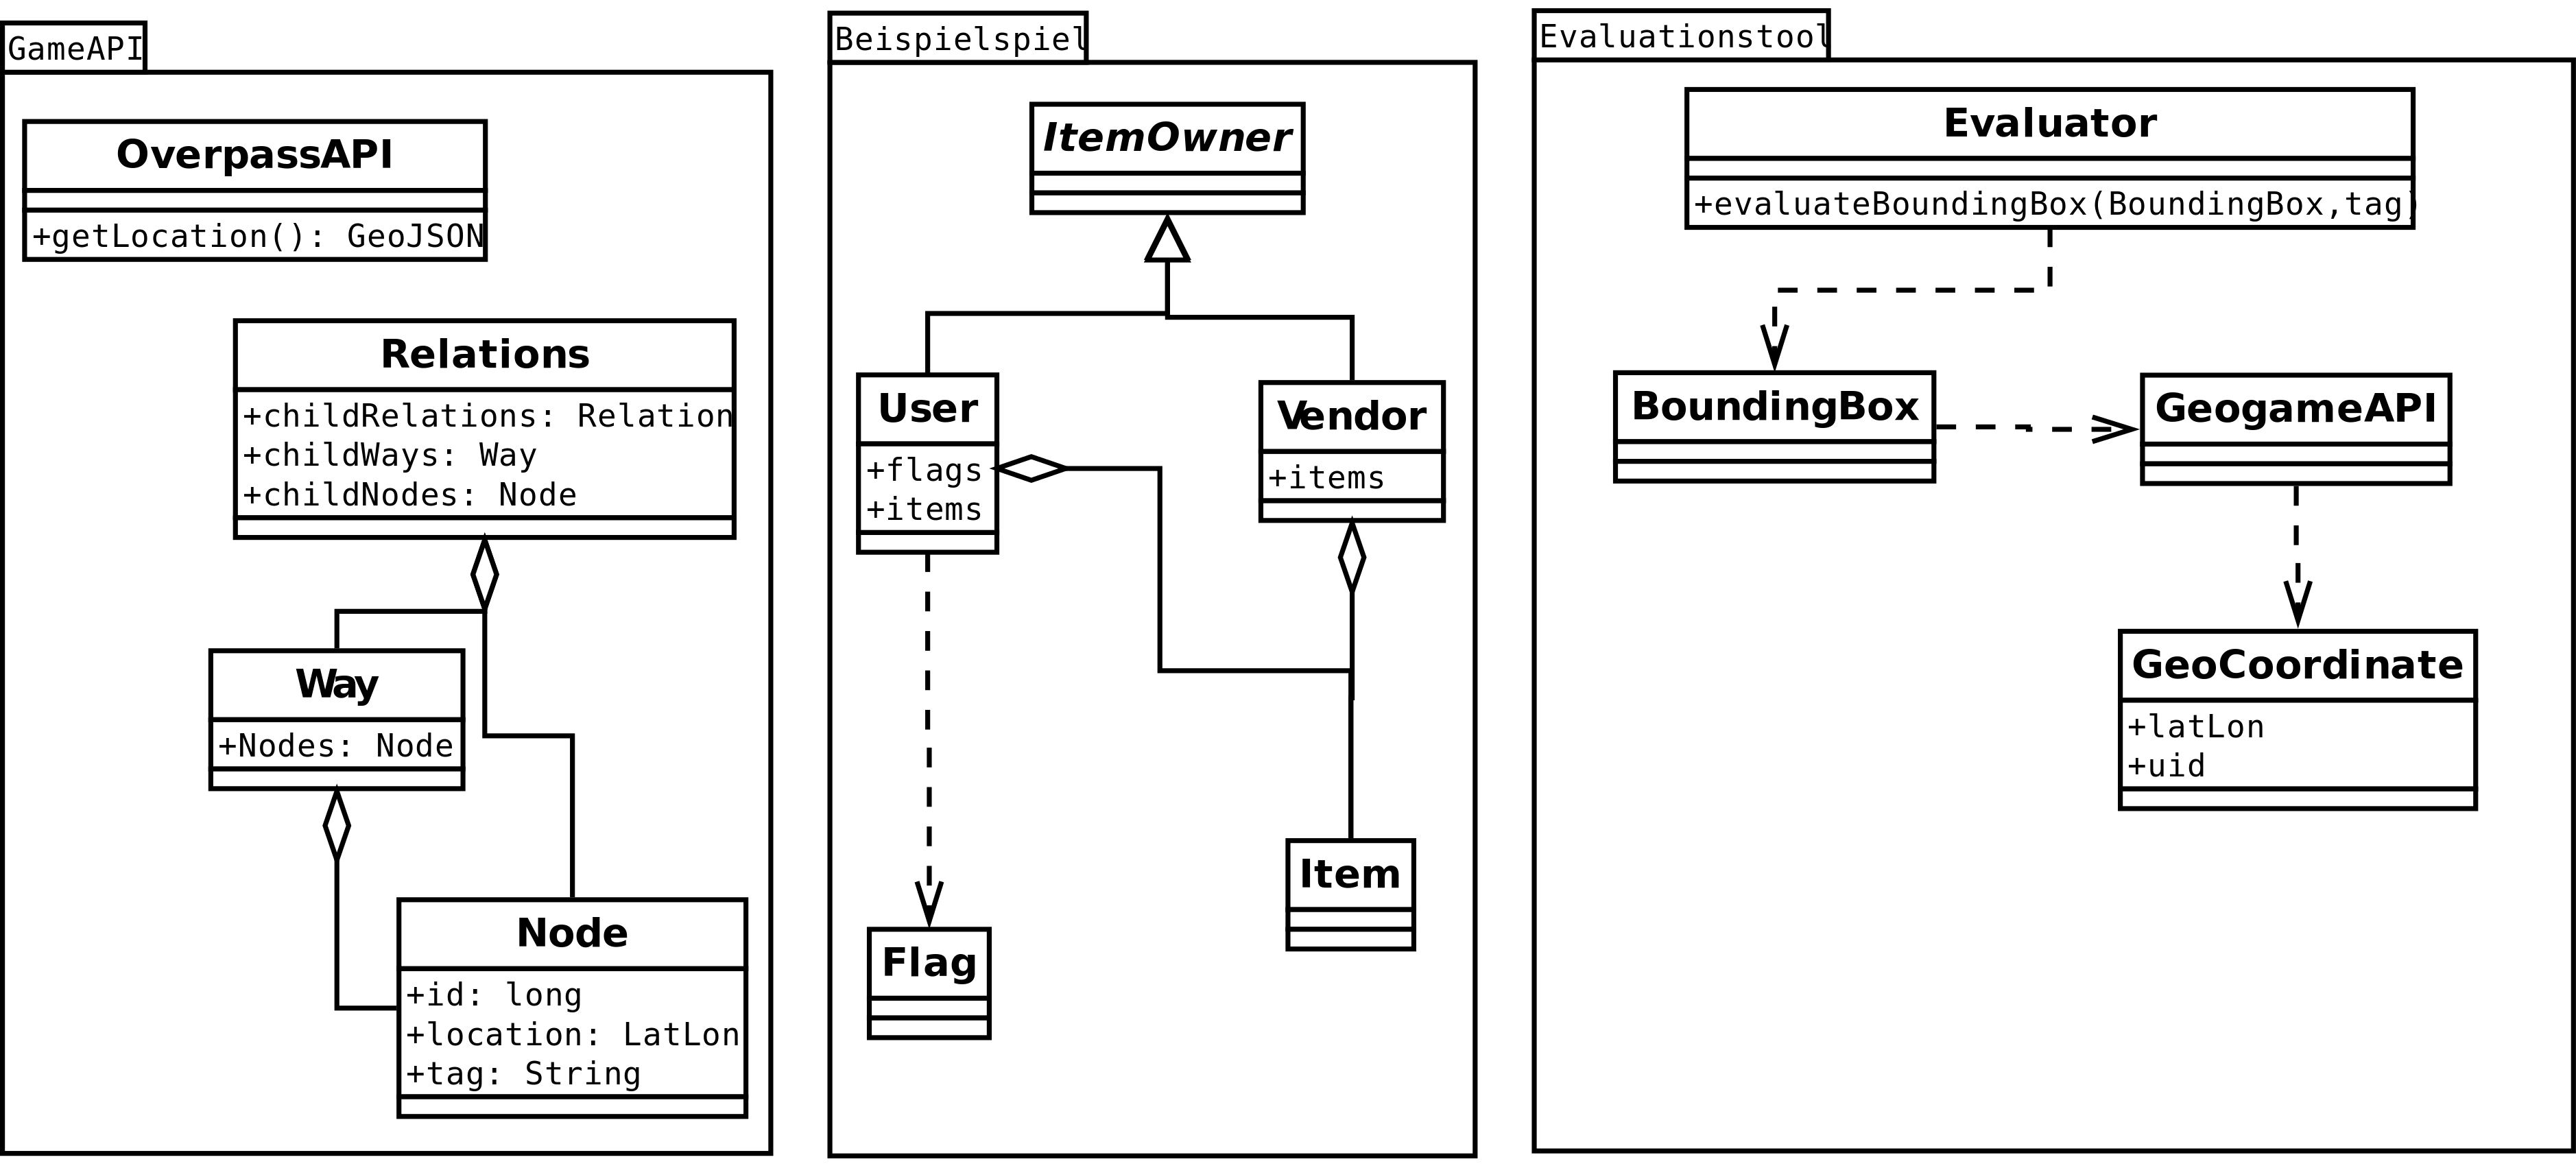 GameAPI
OverpassAPI
+getLocation(): GeoJSON
Relations
+childRelations: Relation
+childWays: Way
+childNodes: Node
Way
+Nodes: Node
Node
+id: long
+location: LatLon
+tag: String
Beispielspiel
ItemOwner
User
+flags
+items
Vendor
+items
Item
Flag
Evaluationstool
Evaluator
+evaluateBoundingBox(BoundingBox,tag)
BoundingBox
GeogameAPI
GeoCoordinate
+latLon
+uid